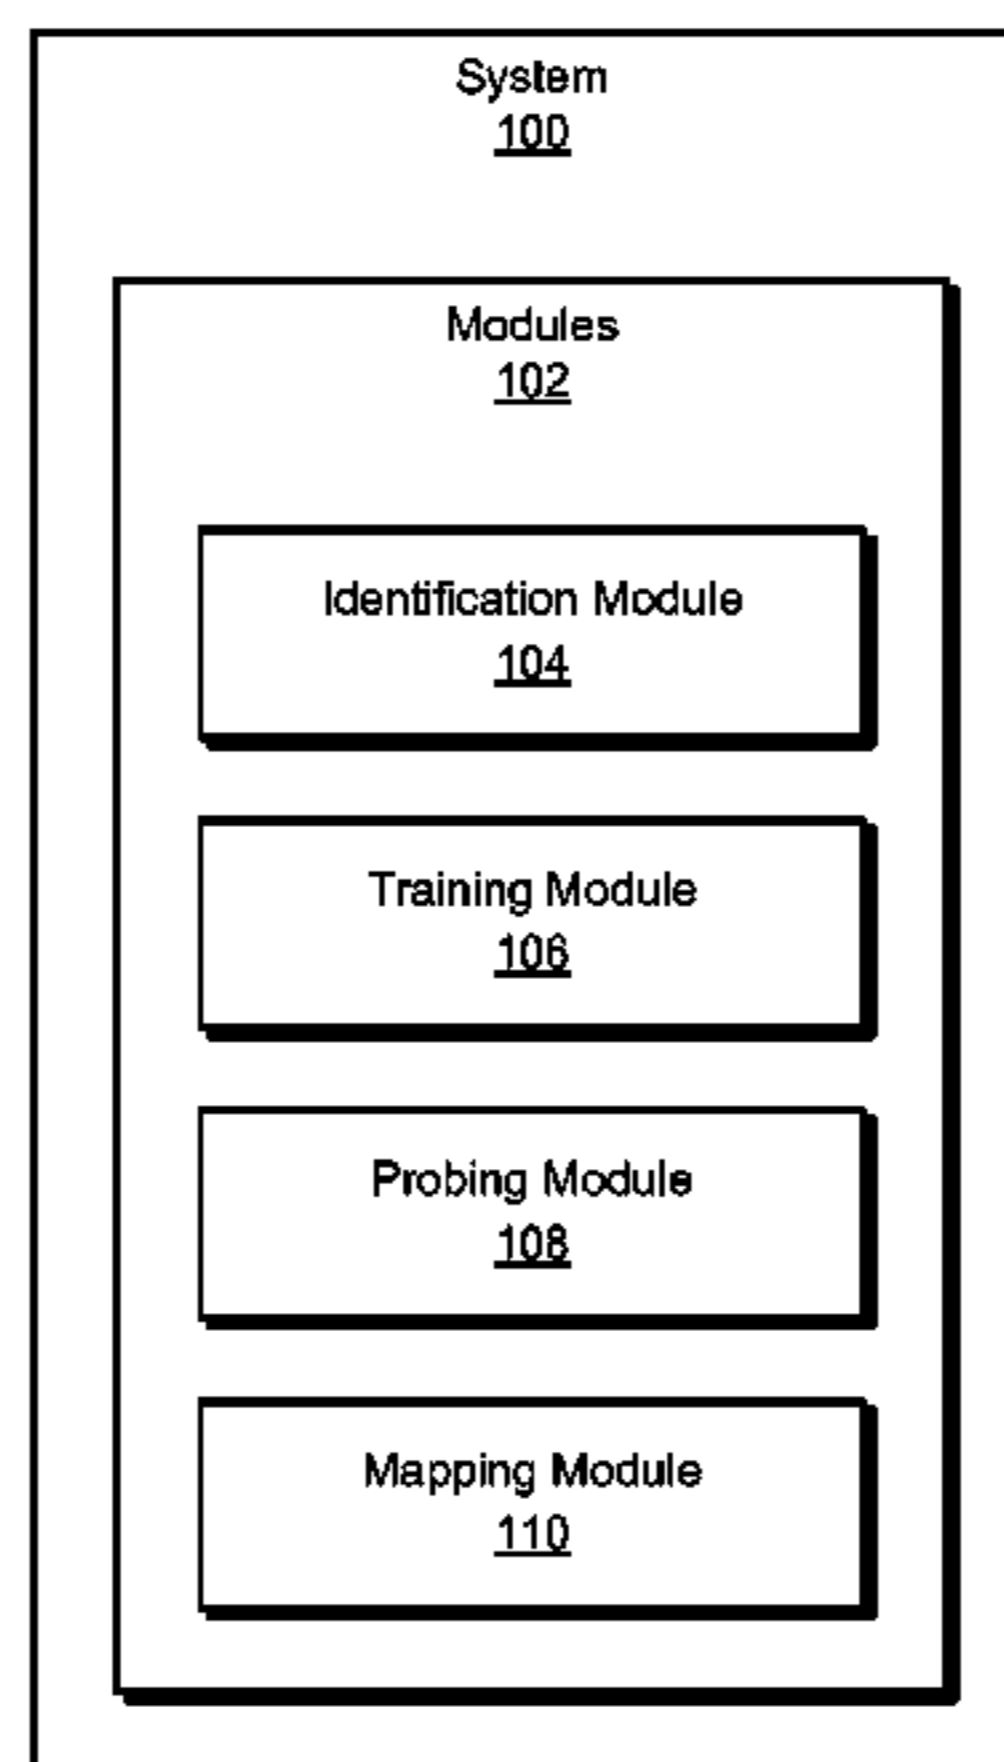 System
100
Modules
102
Identification Module
104
Training Module
106
Probing Module
108
Mapping Module
110